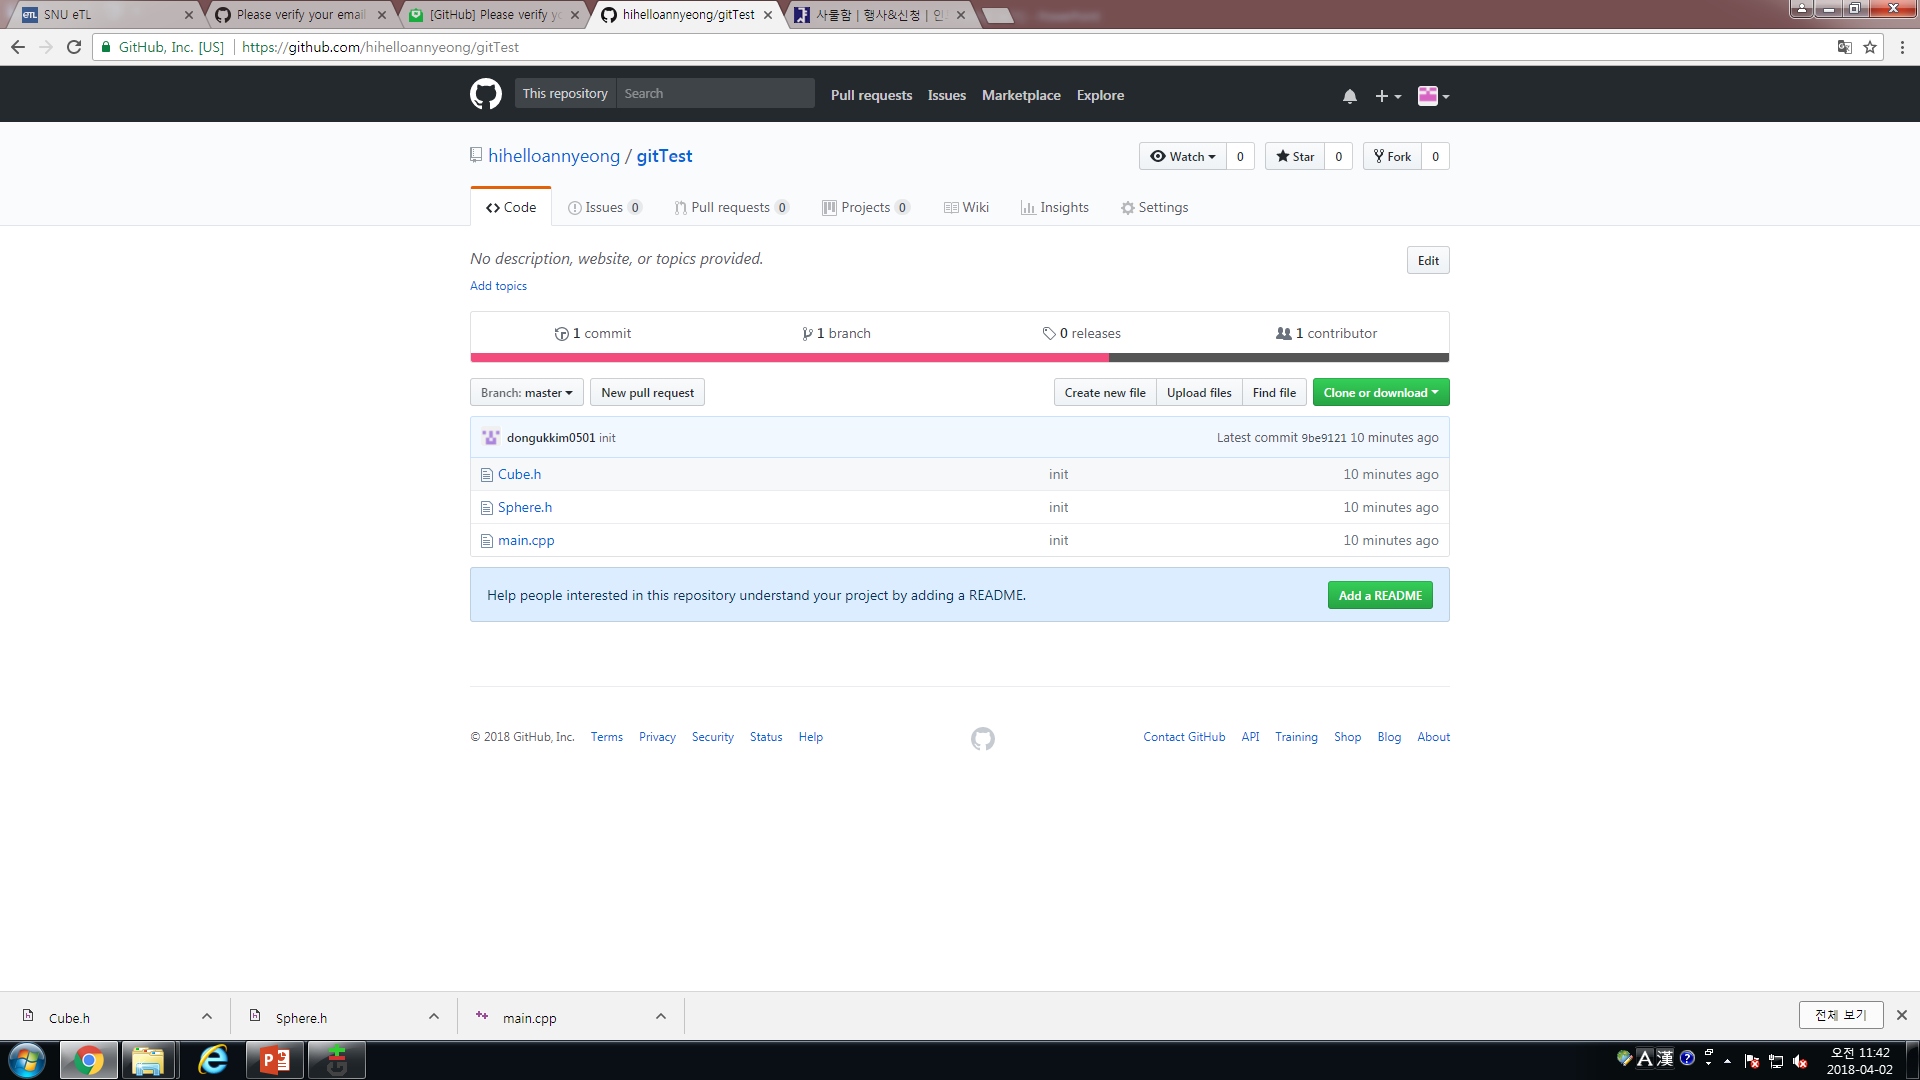 SNU eTL
Please verify your email
[GitHub] Please verify yo
hihelloannyeong/gitTest
사물함 | 행사&신청 | 인
GitHub, Inc. [US]
https://github.com/hihelloannyeong/gitTest
This repository
Search
Pull requests
Issues
Marketplace
Explore
hihelloannyeong / gitTest
Watch 0
Star 0
Fork 0
Code
Issues 0
Pull requests 0
Projects 0
Wiki
Insights
Settings
No description, website, or topics provided.
Edit
Add topics
1 commit
1 branch
0 releases
1 contributor
Branch: master
New pull request
Create new file
Upload files
Find file
Clone or download
dongukkim0501 init
Latest commit 9be9121 10 minutes ago
Cube.h init 10 minutes ago
Sphere.h init 10 minutes ago
main.cpp init 10 minutes ago
Help people interested in this repository understand your project by adding a README.
Add a README
© 2018 GitHub, Inc.
Terms
Privacy
Security
Status
Help
Contact GitHub
API
Training
Shop
Blog
About
Cube.h
Sphere.h
main.cpp
전체 보기
A 漢
오전 11:42
2018-04-02